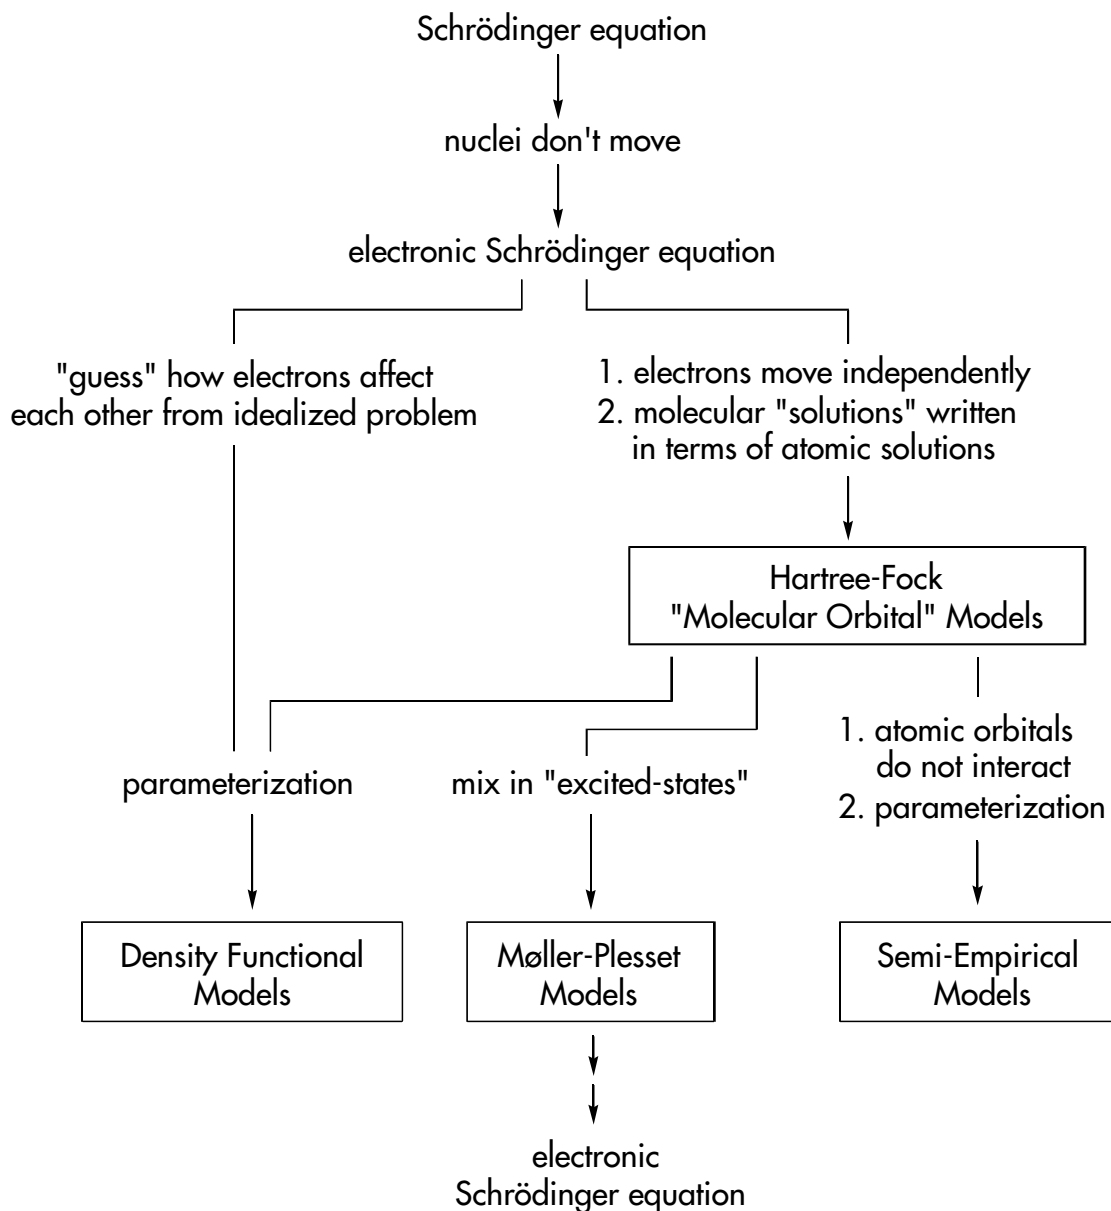 Schrödinger equation
nuclei don't move
electronic Schrödinger equation
"guess" how electrons affect
each other from idealized problem
1. electrons move independently
2. molecular "solutions" written
in terms of atomic solutions
Hartree-Fock
"Molecular Orbital" Models
parameterization
mix in "excited-states"
1. atomic orbitals
do not interact
2. parameterization
Density Functional
Models
Møller-Plesset
Models
Semi-Empirical
Models
electronic
Schrödinger equation